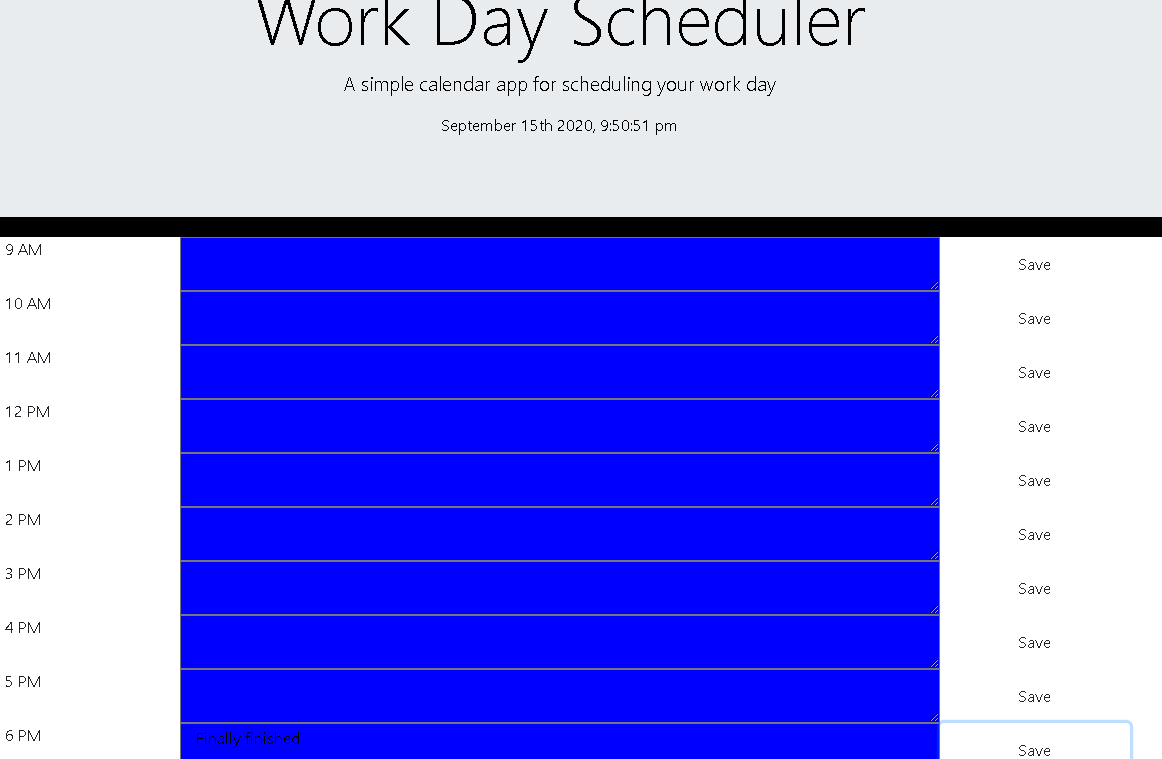 Work Day Scheduler
A simple calendar app for scheduling your work day
September 15th 2020, 9:50:51 pm
9 AM
Save
10 AM
Save
11 AM
Save
12 PM
Save
1 PM
Save
2 PM
Save
3 PM
Save
4 PM
Save
5 PM
Save
6 PM
Finally finished
Save